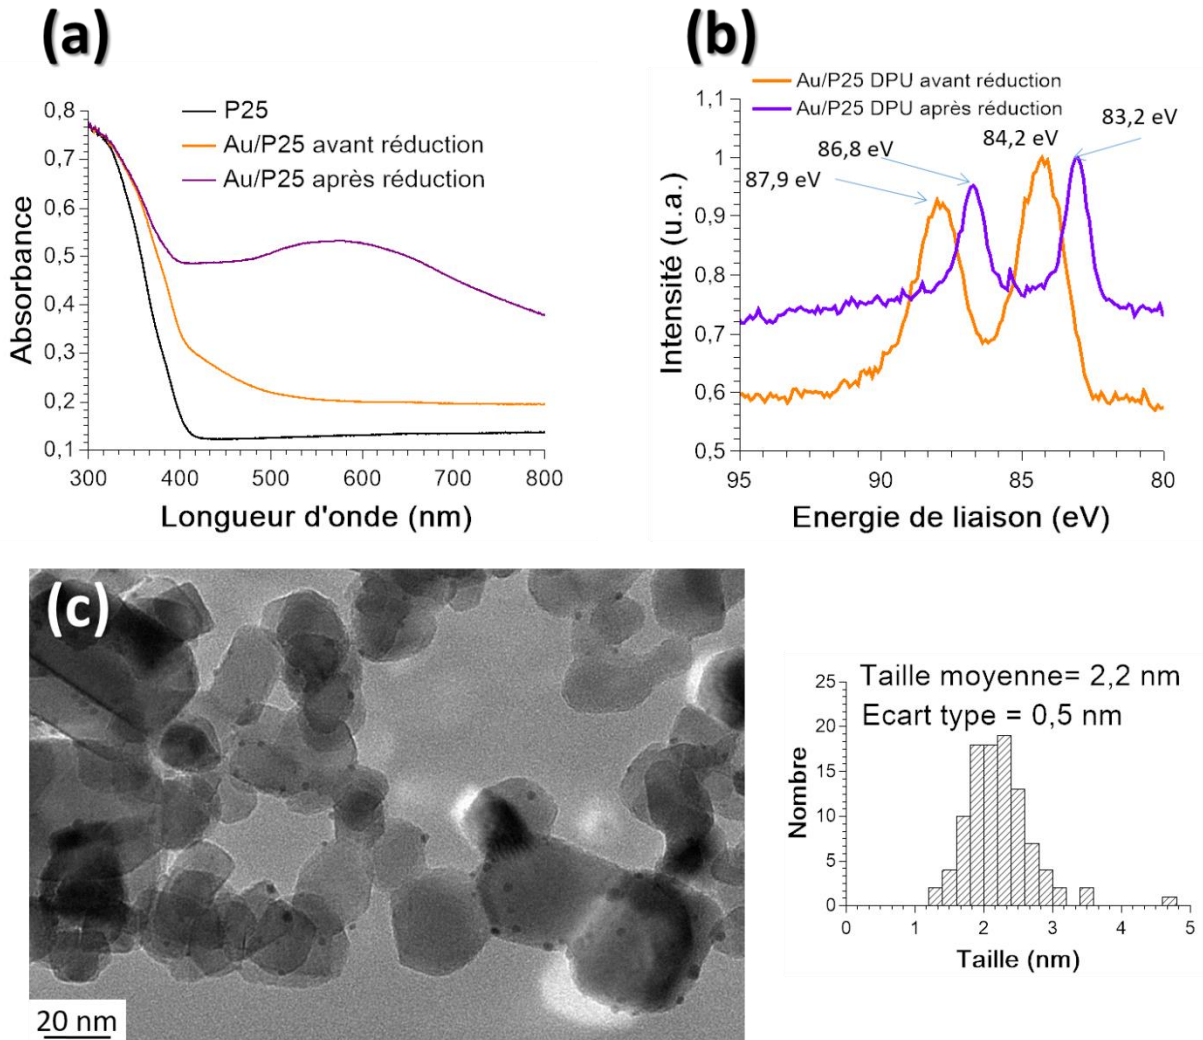 (a)
P25
Au/P25 avant réduction
Au/P25 après réduction
0,8
0,7
0,6
0,5
0,4
0,3
0,2
0,1
Absorbance
300 400 500 600 700 800
Longueur d'onde (nm)
(b)
Au/P25 DPU avant réduction
Au/P25 DPU après réduction
87,9 eV
86,8 eV
84,2 eV
83,2 eV
1,1
1
0,9
0,8
0,7
0,6
0,5
Intensité (u.a.)
95 90 85 80
Energie de liaison (eV)
(c)
20 nm
Taille moyenne= 2,2 nm
Ecart type = 0,5 nm
25
20
15
10
5
0
Nombre
0 1 2 3 4 5
Taille (nm)